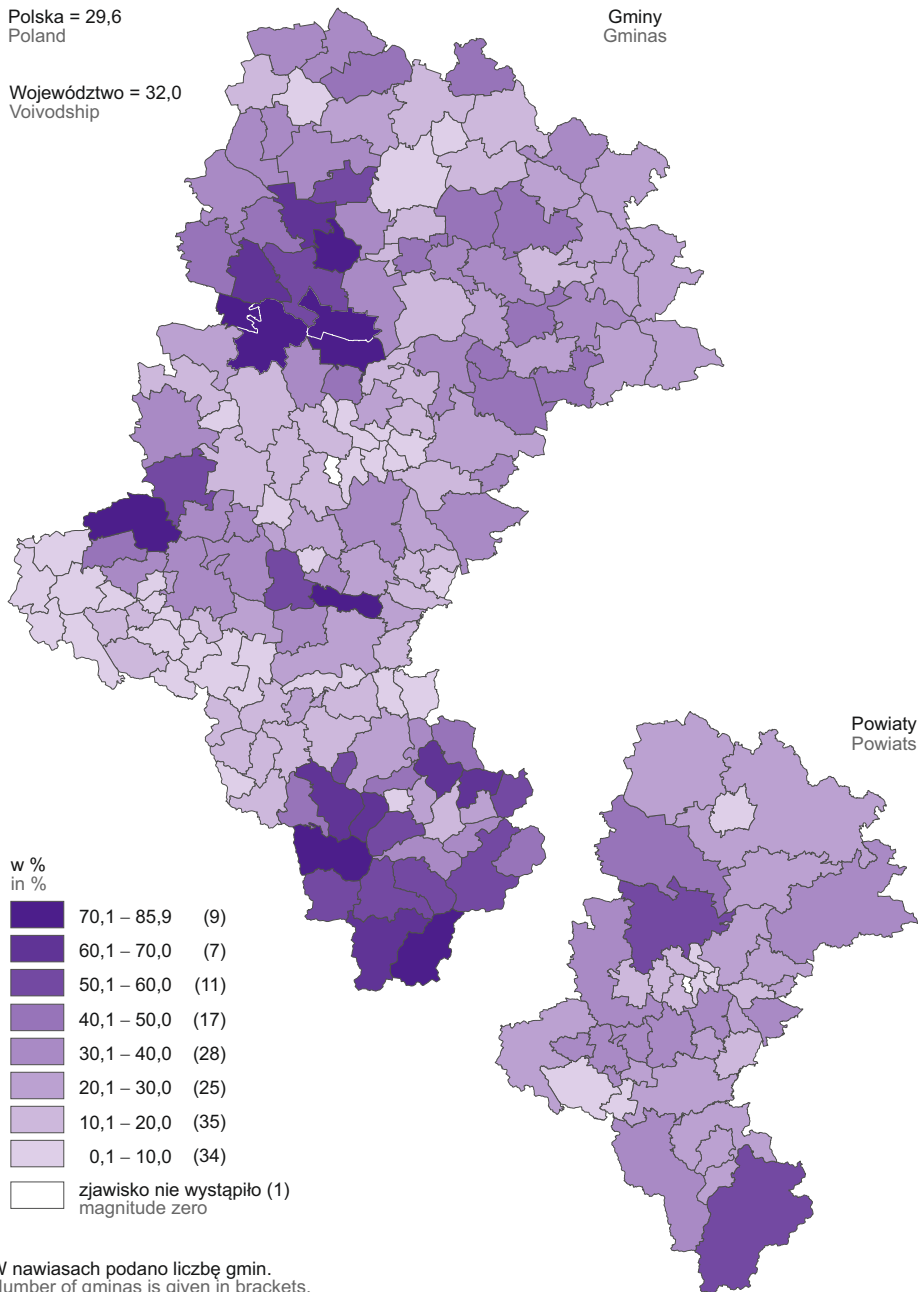 Polska = 29,6
Poland
Gminy
Gminas
Województwo = 32,0
Voivodship
Powiaty
Powiats
w %
in %
70,1 – 85,9 (9)
60,1 – 70,0 (7)
50,1 – 60,0 (11)
40,1 – 50,0 (17)
30,1 – 40,0 (28)
20,1 – 30,0 (25)
10,1 – 20,0 (35)
0,1 – 10,0 (34)
zjawisko nie wystąpiło (1)
magnitude zero
W nawiasach podano liczbę gmin.
Number of gminas is given in brackets.